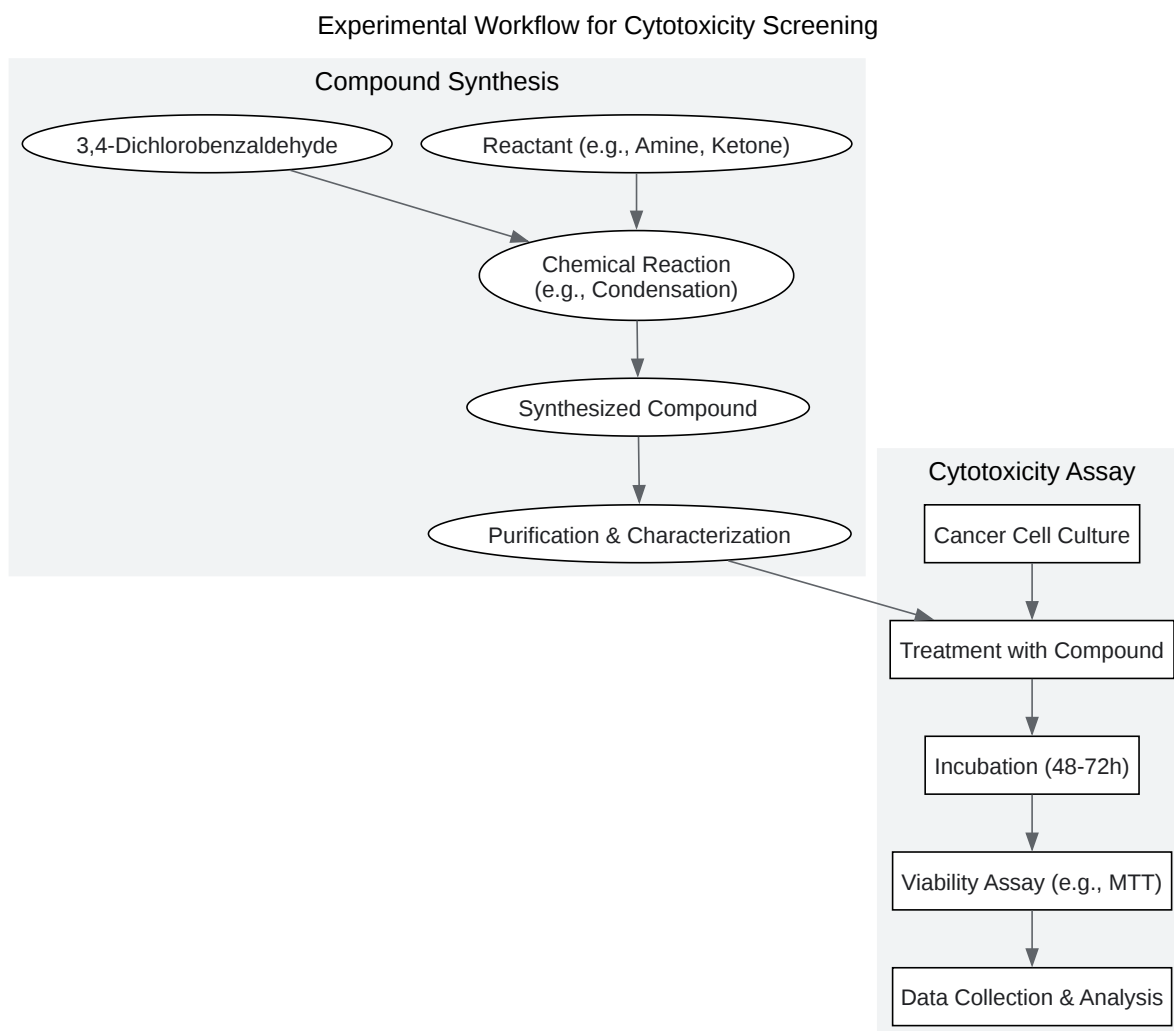 Experimental Workflow for Cytotoxicity Screening
Compound Synthesis
3,4-Dichlorobenzaldehyde
Reactant (e.g., Amine, Ketone)
Chemical Reaction
(e.g., Condensation)
Synthesized Compound
Purification & Characterization
Cytotoxicity Assay
Cancer Cell Culture
Treatment with Compound
Incubation (48-72h)
Viability Assay (e.g., MTT)
Data Collection & Analysis